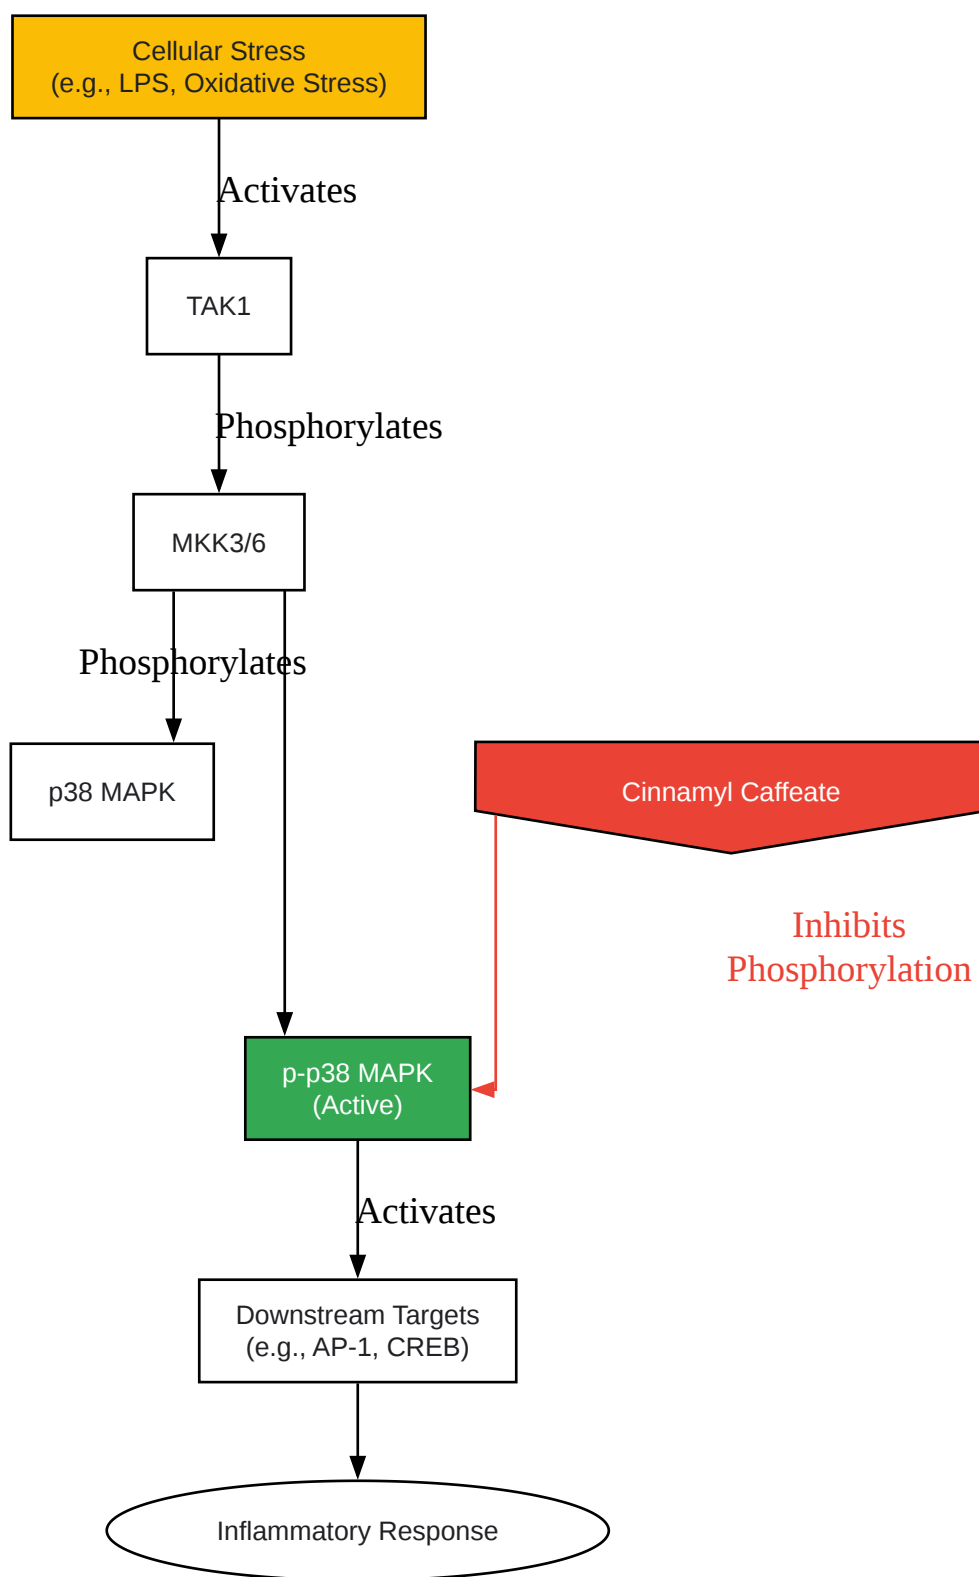 Cellular Stress
(e.g., LPS, Oxidative Stress)
Activates
TAK1
Phosphorylates
MKK3/6
Phosphorylates
p38 MAPK
Cinnamyl Caffeate
Inhibits
Phosphorylation
p-p38 MAPK
(Active)
Activates
Downstream Targets
(e.g., AP-1, CREB)
Inflammatory Response